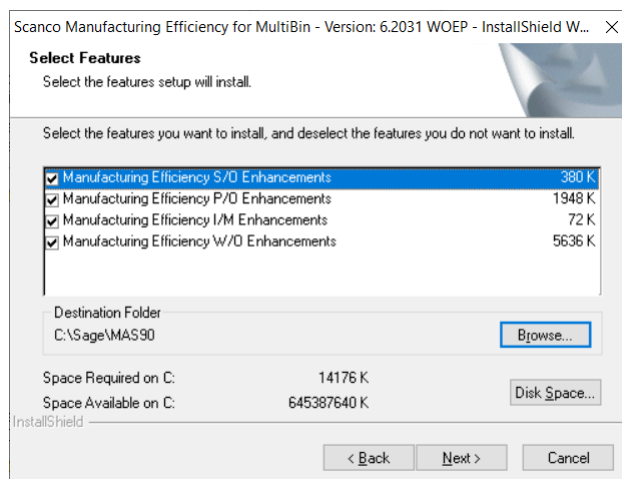 Scanco Manufacturing Efficiency for MultiBin - Version: 6.2031 WOEP - InstallShield W...
Select Features
Select the features setup will install.
Select the features you want to install, and deselect the features you do not want to install.
Manufacturing Efficiency S/O Enhancements 380 K
Manufacturing Efficiency P/O Enhancements 1948 K
Manufacturing Efficiency I/M Enhancements 72 K
Manufacturing Efficiency W/O Enhancements 5636 K
Destination Folder
C:\Sage\MAS90 Browse...
Space Required on C: 14176 K
Space Available on C: 645387640 K
Disk Space...
InstallShield
< Back Next > Cancel